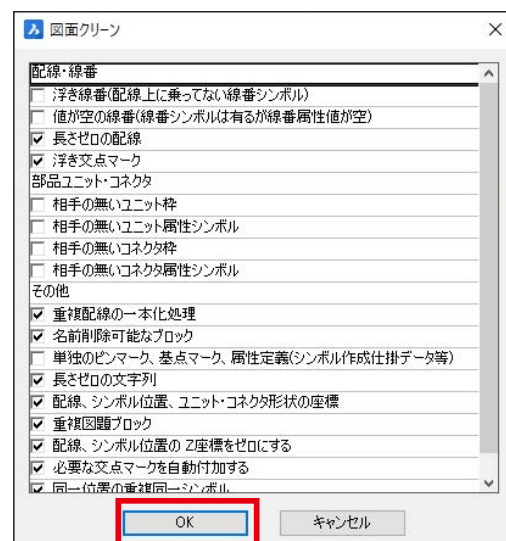 図面クリーン
配線・線番
浮き線番(配線上に乗ってない線番シンボル)
値が空の線番(線番シンボルは有るが線番属性値が空)
長さゼロの配線
浮き交点マーク
部品ユニット・コネクタ
相手の無いユニット枠
相手の無いユニット属性シンボル
相手の無いコネクタ枠
相手の無いコネクタ属性シンボル
その他
重複配線の一本化処理
名前削除可能なブロック
単独のピンマーク、基点マーク、属性定義(シンボル作成仕掛データ等)
長さゼロの文字列
配線、シンボル位置、ユニット・コネクタ形状の座標
重複図題ブロック
配線、シンボル位置の Z座標をゼロにする
必要な交点マークを自動付加する
同一位置の重複同一シンボル
OK
キャンセル